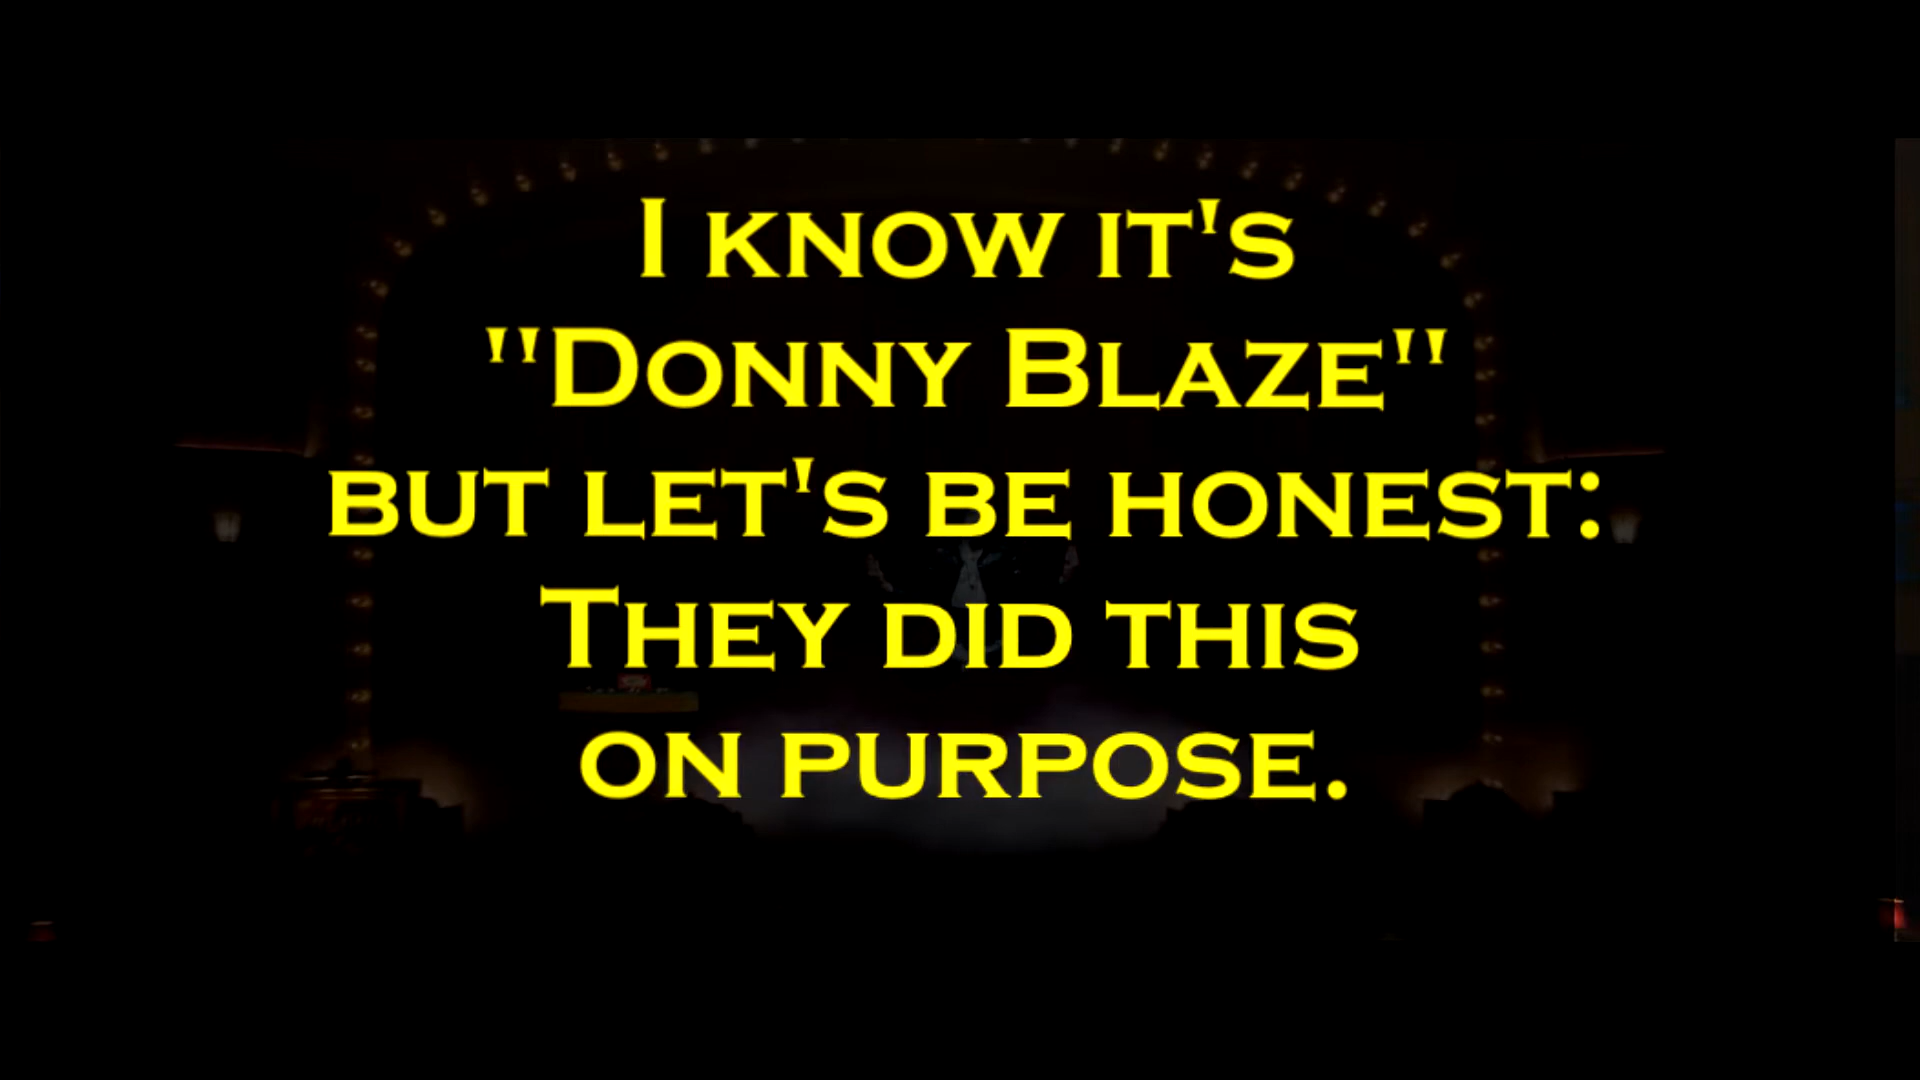 I know it's
"Donny Blaze"
but let's be honest:
They did this
on purpose.